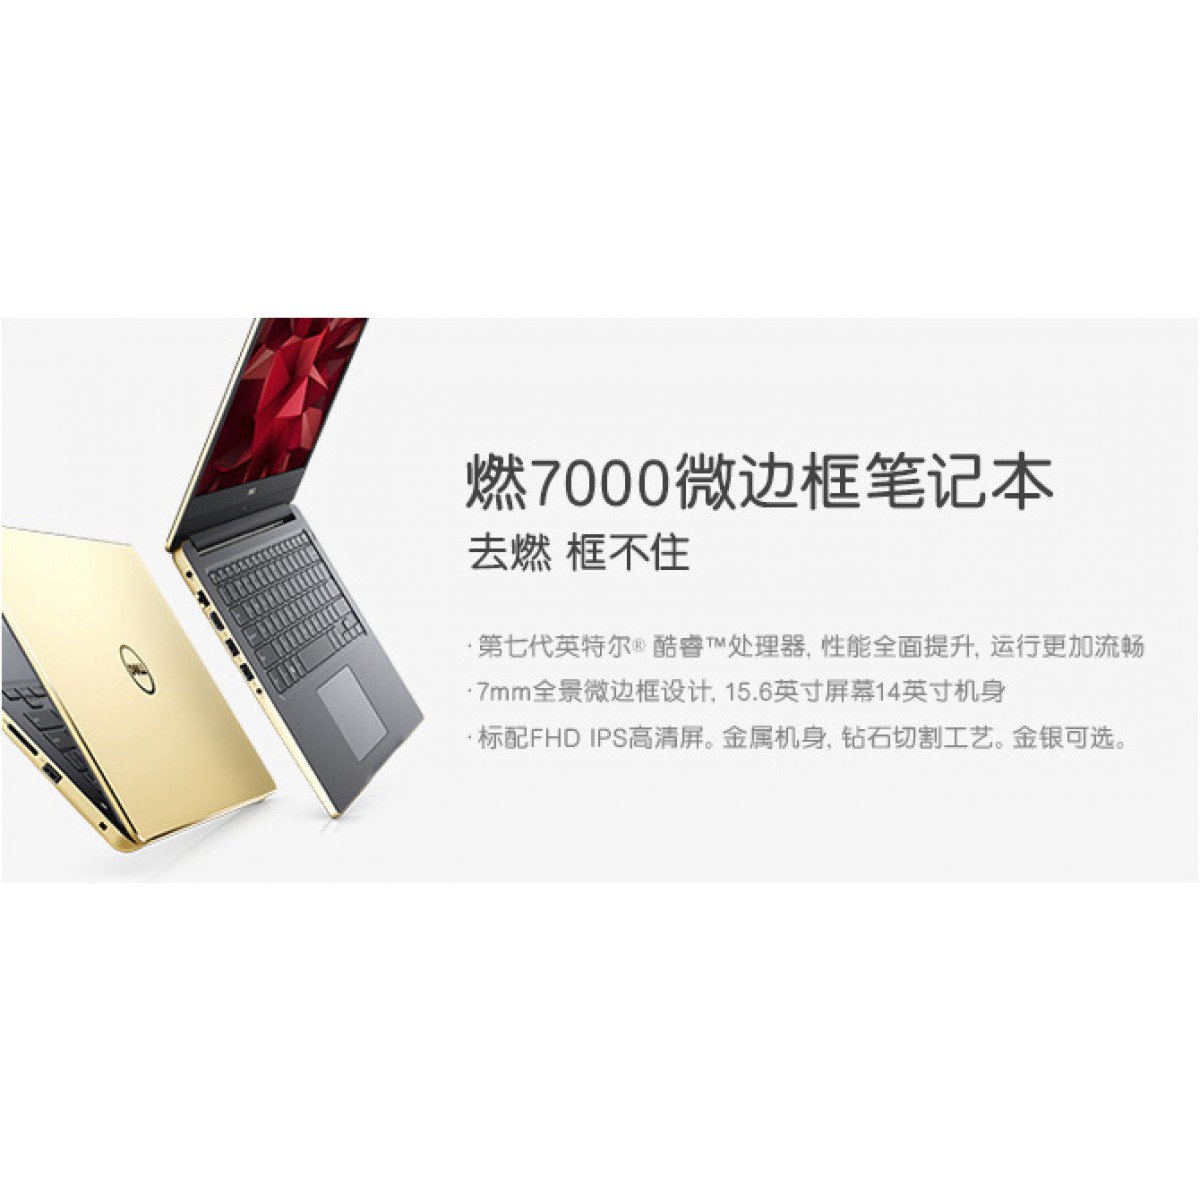 燃7000微边框笔记本
去燃 框不住
·第七代英特尔® 酷睿™处理器, 性能全面提升, 运行更加流畅
·7mm全景微边框设计, 15.6英寸屏幕14英寸机身
·标配FHD IPS高清屏。金属机身, 钻石切割工艺。金银可选。
DELL